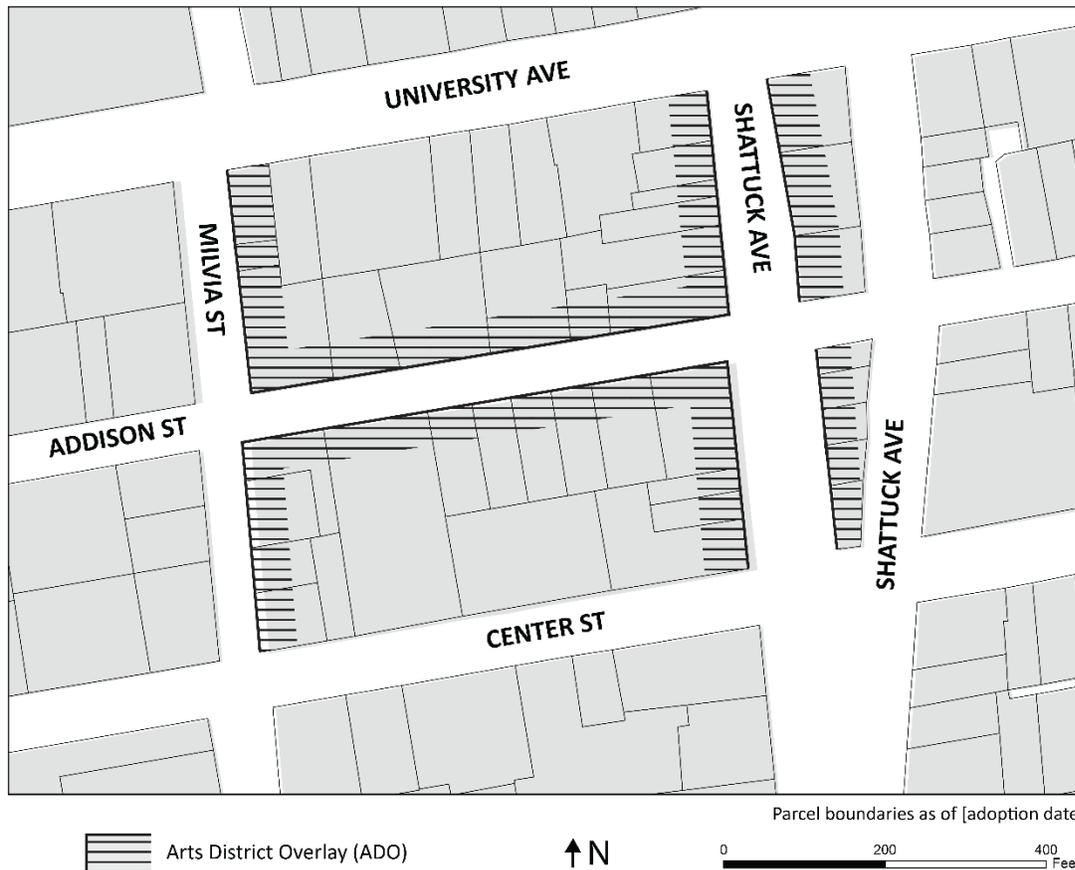 UNIVERSITY AVE
SHATTUCK AVE
MILVIA ST
ADDISON ST
SHATTUCK AVE
CENTER ST
Parcel boundaries as of [adoption date
Arts District Overlay (ADO)
N
0 200 400
Fee